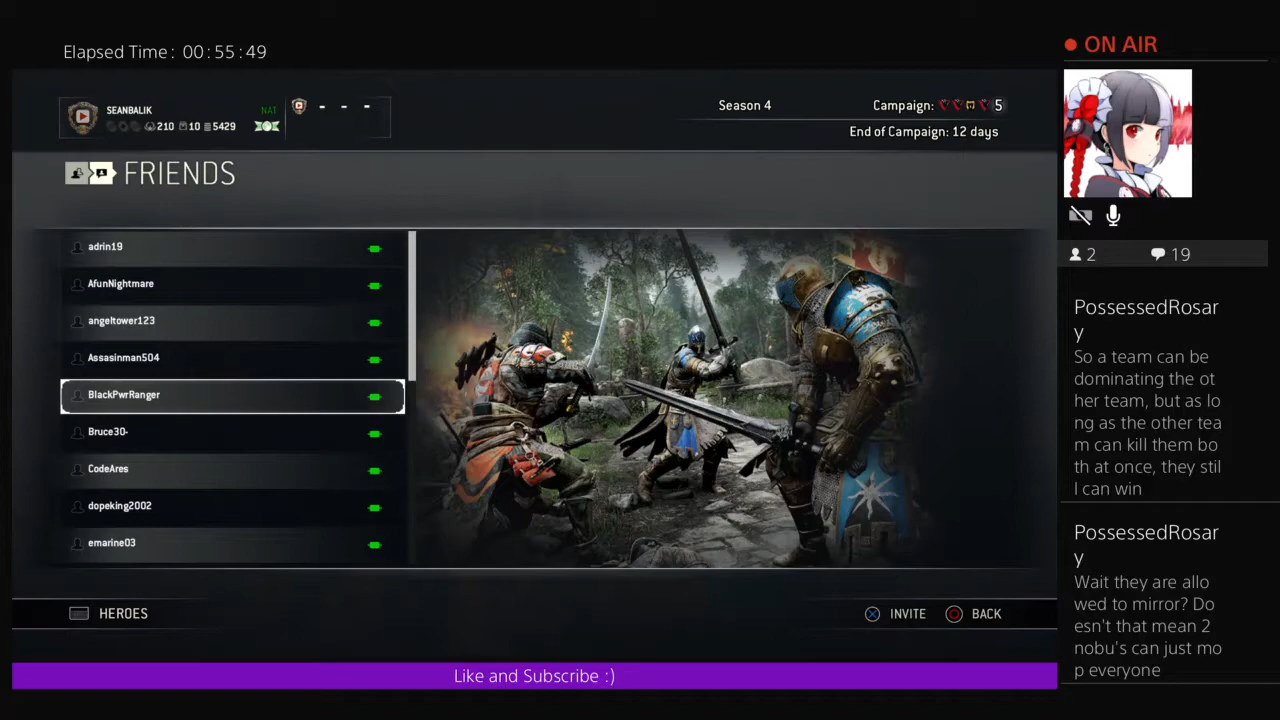 Elapsed Time: 00:55:49
ON AIR
SEANBALIK
NAT
- - -
210 10 5429
Season 4
Campaign: 5
End of Campaign: 12 days
FRIENDS
adrin19
AfunNightmare
angeltower123
Assasinman504
BlackPwrRanger
Bruce30-
CodeAres
dopeking2002
emarine03
HEROES
INVITE
BACK
Like and Subscribe :)
2
19
PossessedRosar
y
So a team can be
dominating the ot
her team, but as lo
ng as the other tea
m can kill them bo
th at once, they stil
l can win
PossessedRosar
y
Wait they are allo
wed to mirror? Do
esn't that mean 2
nobu's can just mo
p everyone